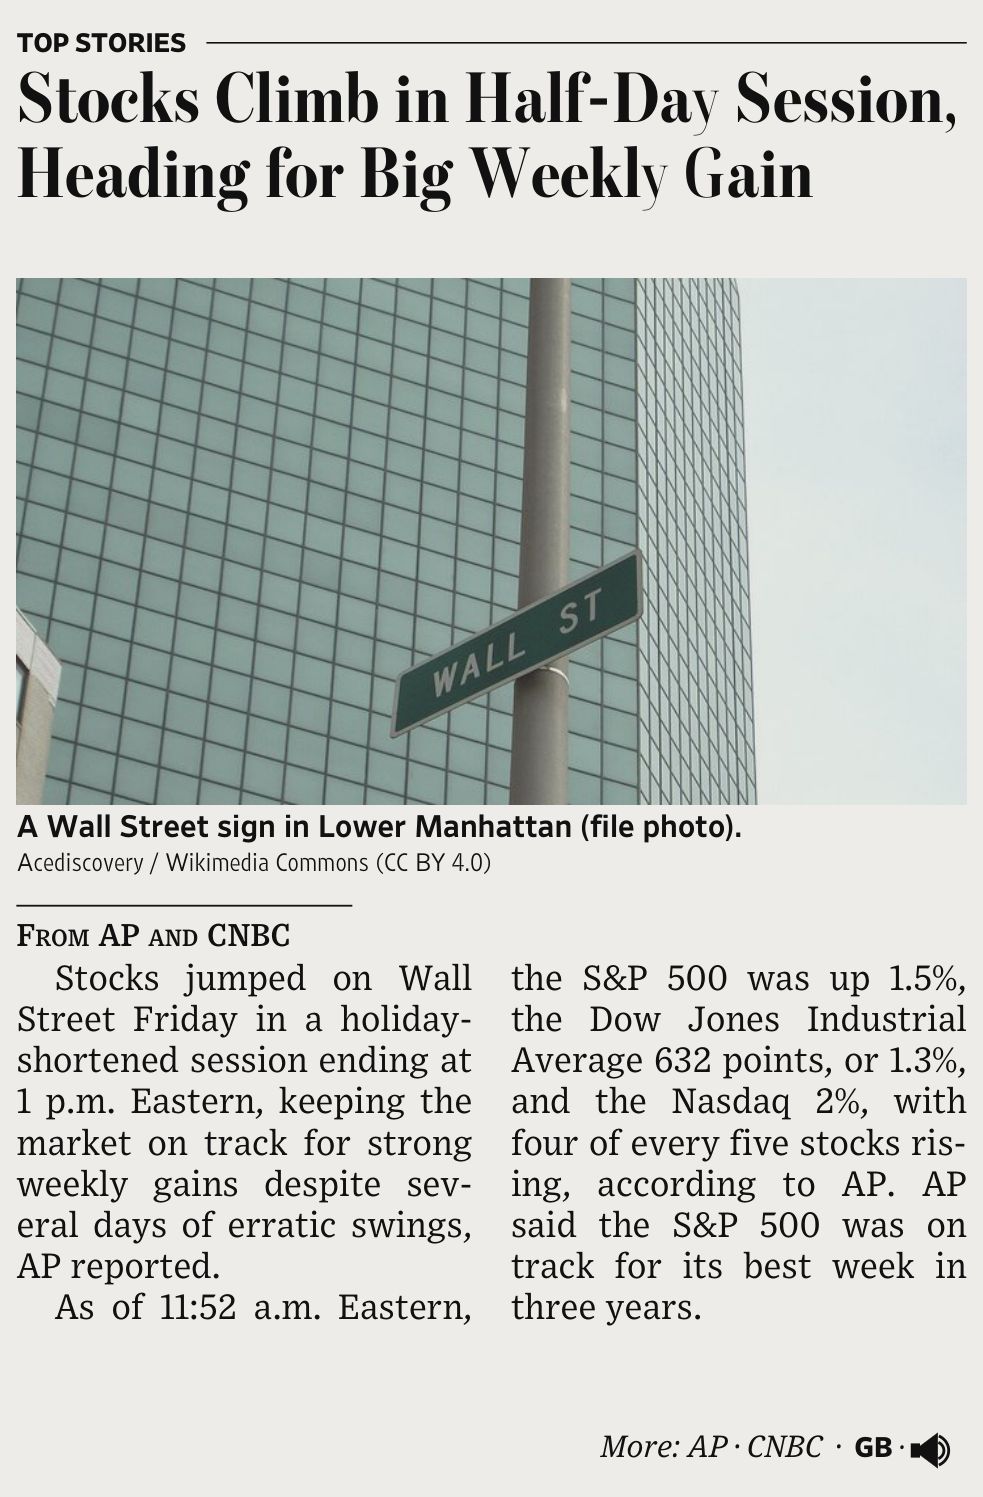 TOP STORIES
Stocks Climb in Half-Day Session,
Heading for Big Weekly Gain
WALL ST
A Wall Street sign in Lower Manhattan (file photo).
Acediscovery / Wikimedia Commons (CC BY 4.0)
From AP and CNBC
Stocks jumped on Wall
Street Friday in a holiday-
shortened session ending at
1 p.m. Eastern, keeping the
market on track for strong
weekly gains despite sev-
eral days of erratic swings,
AP reported.
As of 11:52 a.m. Eastern,
the S&P 500 was up 1.5%,
the Dow Jones Industrial
Average 632 points, or 1.3%,
and the Nasdaq 2%, with
four of every five stocks ris-
ing, according to AP. AP
said the S&P 500 was on
track for its best week in
three years.
More: AP · CNBC · GB ·